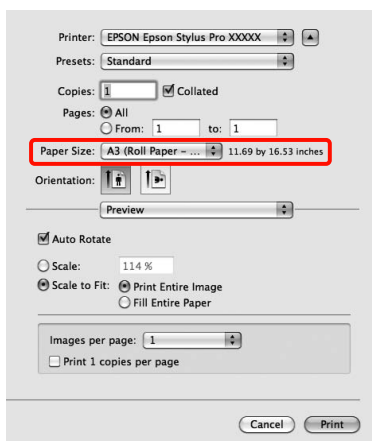 Printer: EPSON Epson Stylus Pro XXXXX
Presets: Standard
Copies: 1 Collated
Pages: All
From: 1 to: 1
Paper Size: A3 (Roll Paper – ... 11.69 by 16.53 inches
Orientation:
Preview
Auto Rotate
Scale: 114 %
Scale to Fit: Print Entire Image
Fill Entire Paper
Images per page: 1
Print 1 copies per page
Cancel Print